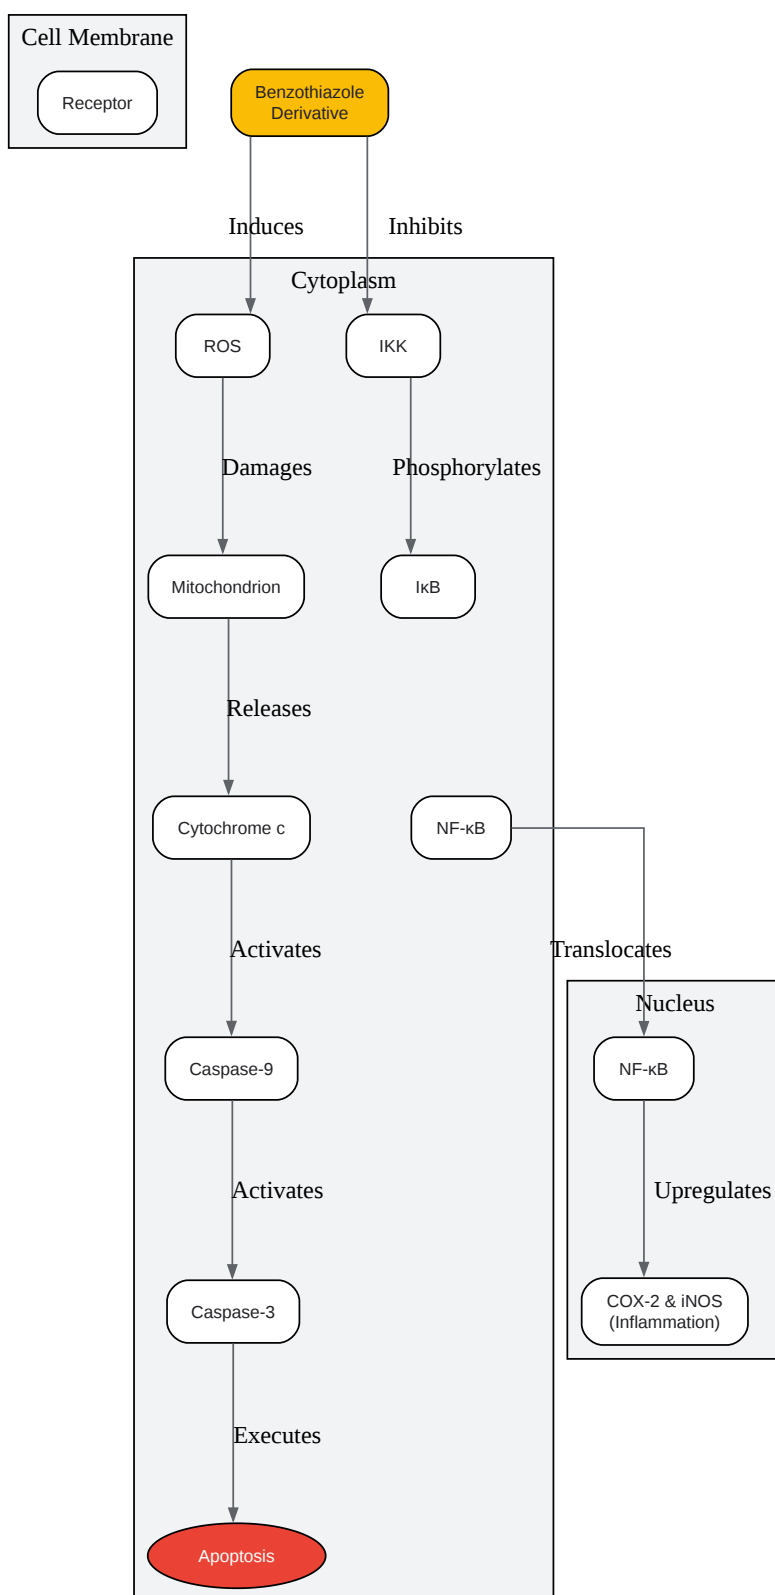 Cell Membrane
Receptor
Benzothiazole
Derivative
Induces
Inhibits
Cytoplasm
ROS
IKK
Damages
Phosphorylates
Mitochondrion
IκB
Releases
Cytochrome c
NF-κB
Activates
Translocates
Nucleus
Caspase-9
NF-κB
Activates
Upregulates
Caspase-3
COX-2 & iNOS
(Inflammation)
Executes
Apoptosis